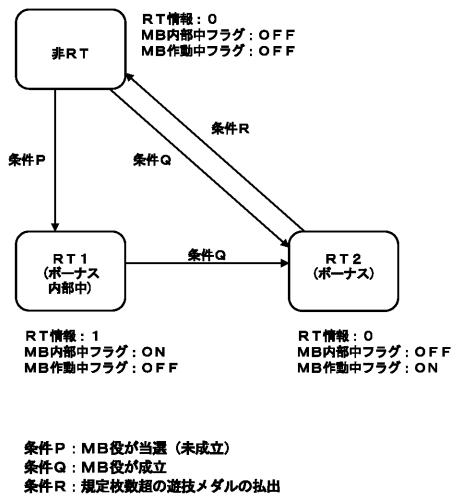 ＲＴ情報：０
ＭＢ内部中フラグ：ＯＦＦ
ＭＢ作動中フラグ：ＯＦＦ
非ＲＴ
条件Ｒ
条件Ｐ
条件Ｑ
条件Ｑ
ＲＴ１
（ボーナス
内部中）
ＲＴ２
（ボーナス）
ＲＴ情報：１
ＭＢ内部中フラグ：ＯＮ
ＭＢ作動中フラグ：ＯＦＦ
ＲＴ情報：０
ＭＢ内部中フラグ：ＯＦＦ
ＭＢ作動中フラグ：ＯＮ
条件Ｐ：ＭＢ役が当選（未成立）
条件Ｑ：ＭＢ役が成立
条件Ｒ：規定枚数超の遊技メダルの払出